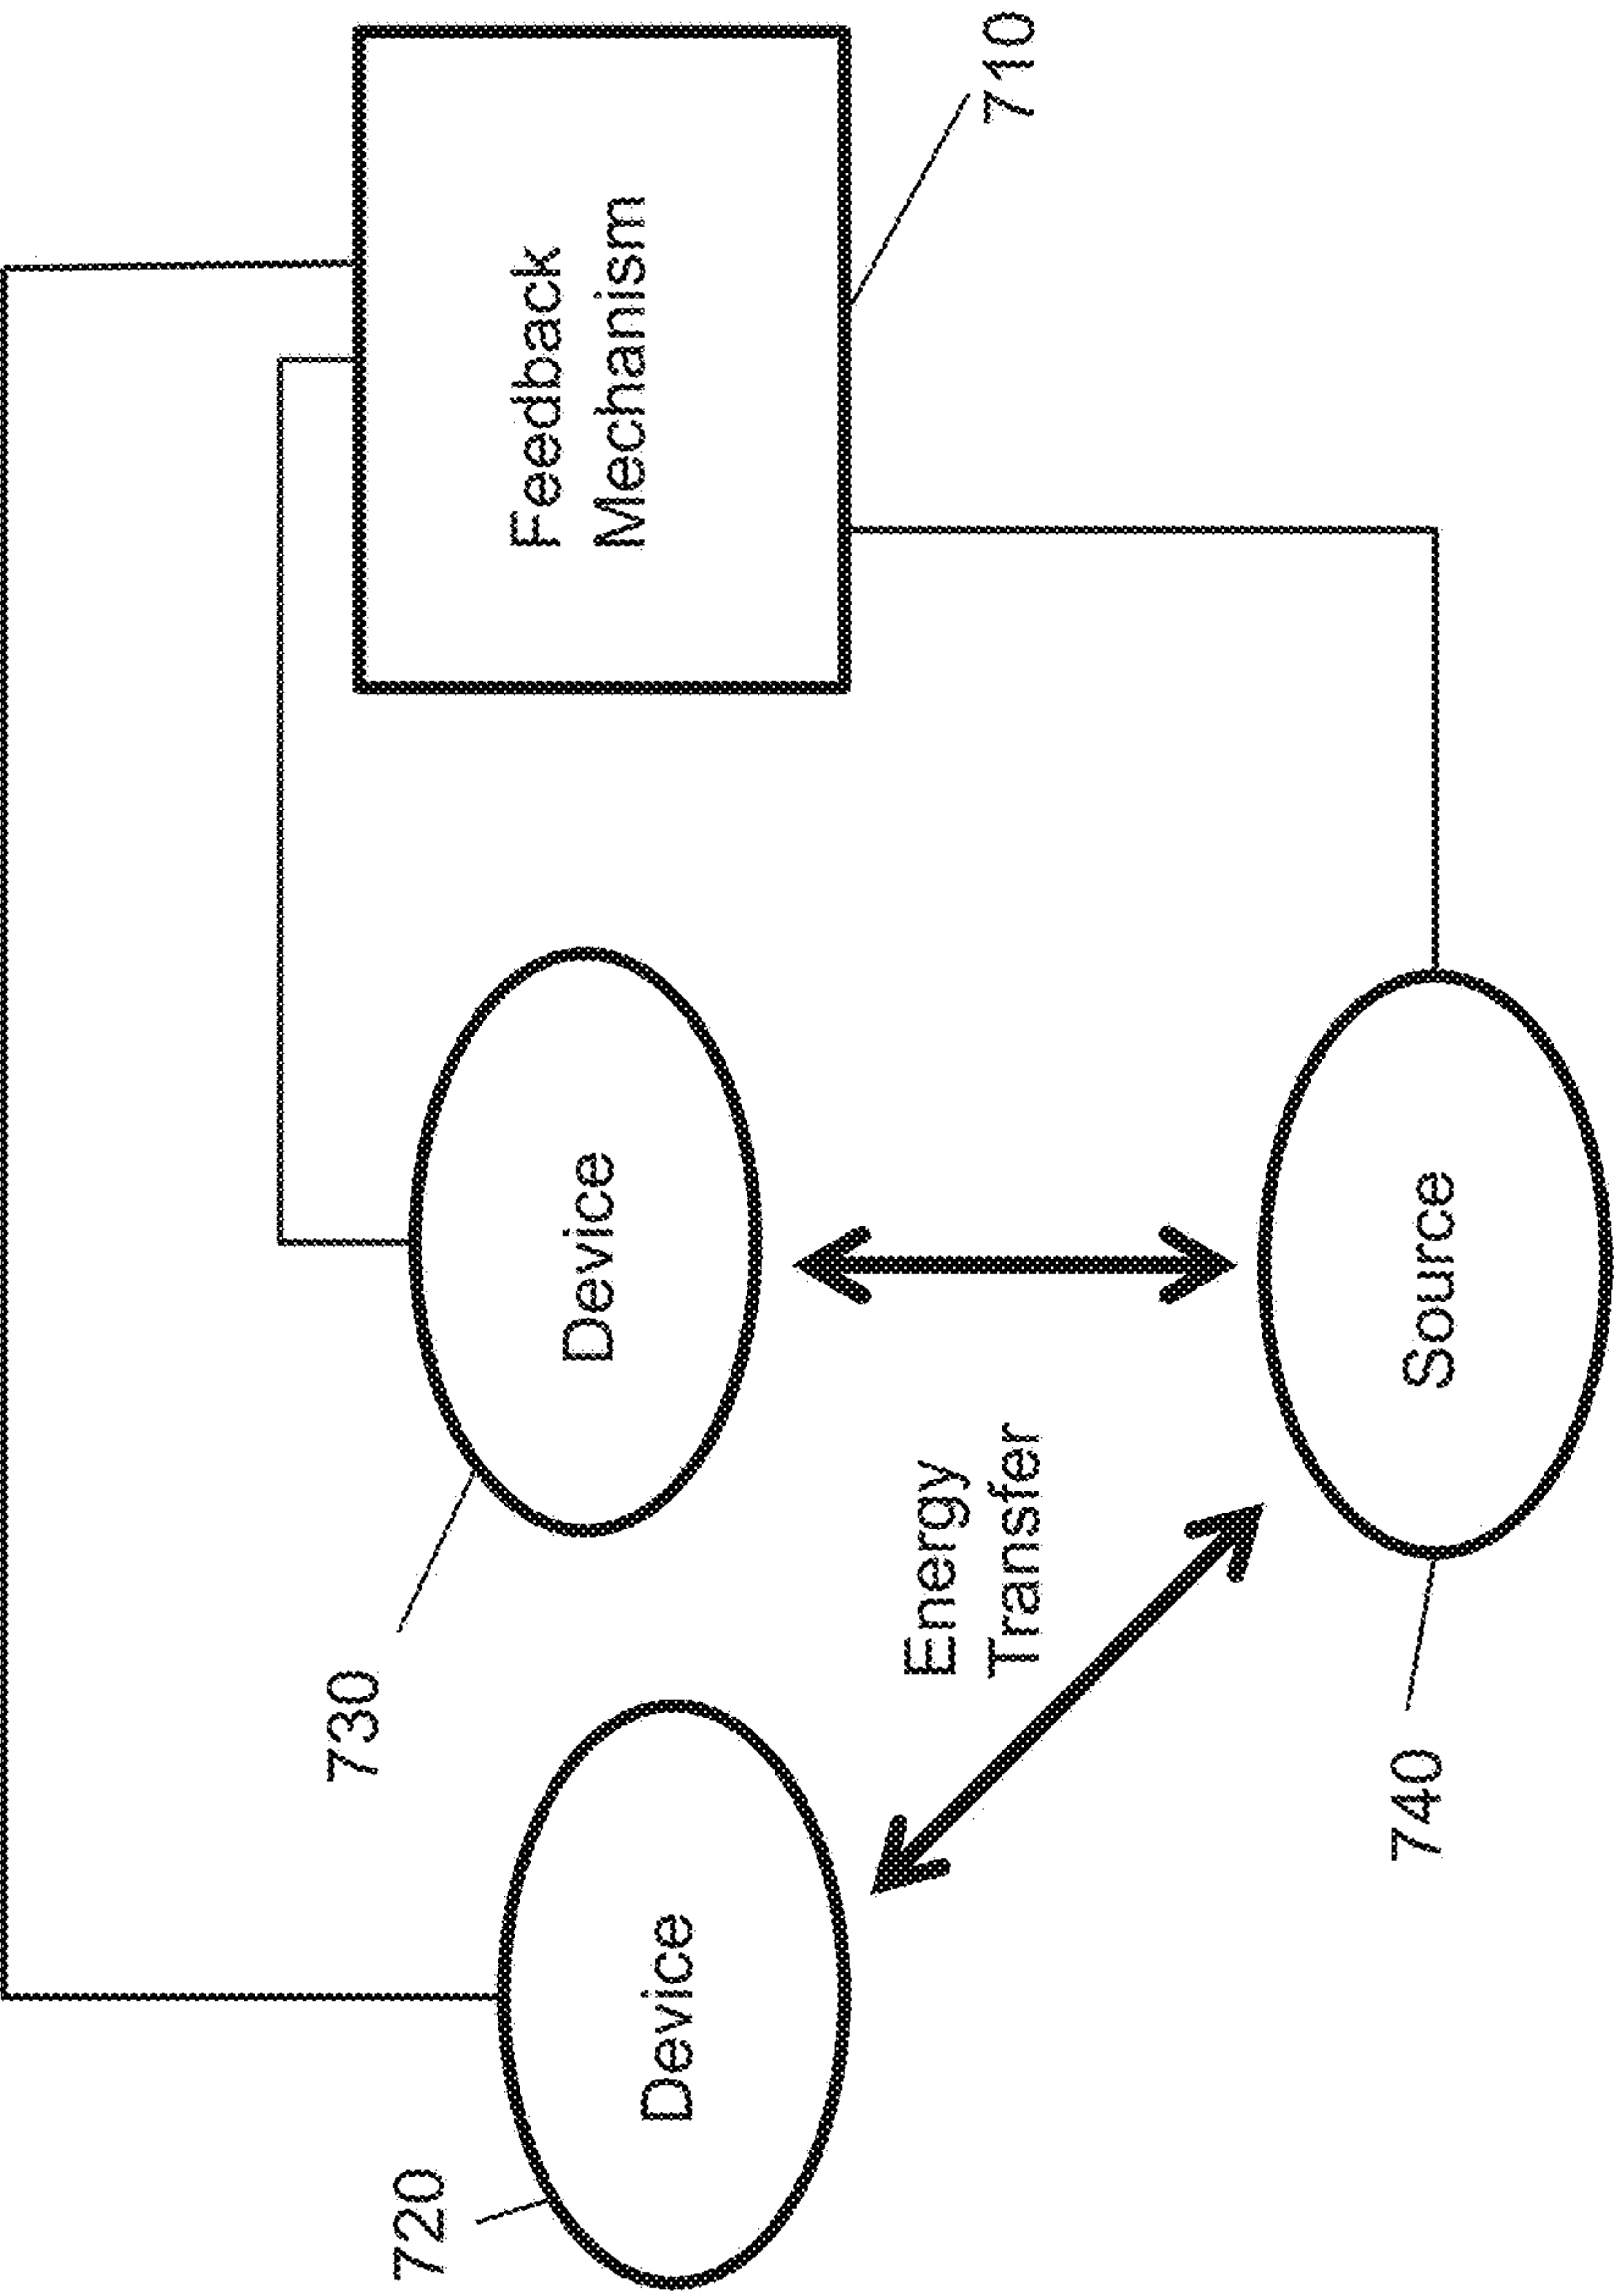 720
Device
730
Device
Energy
Transfer
740
Source
Feedback
Mechanism
710